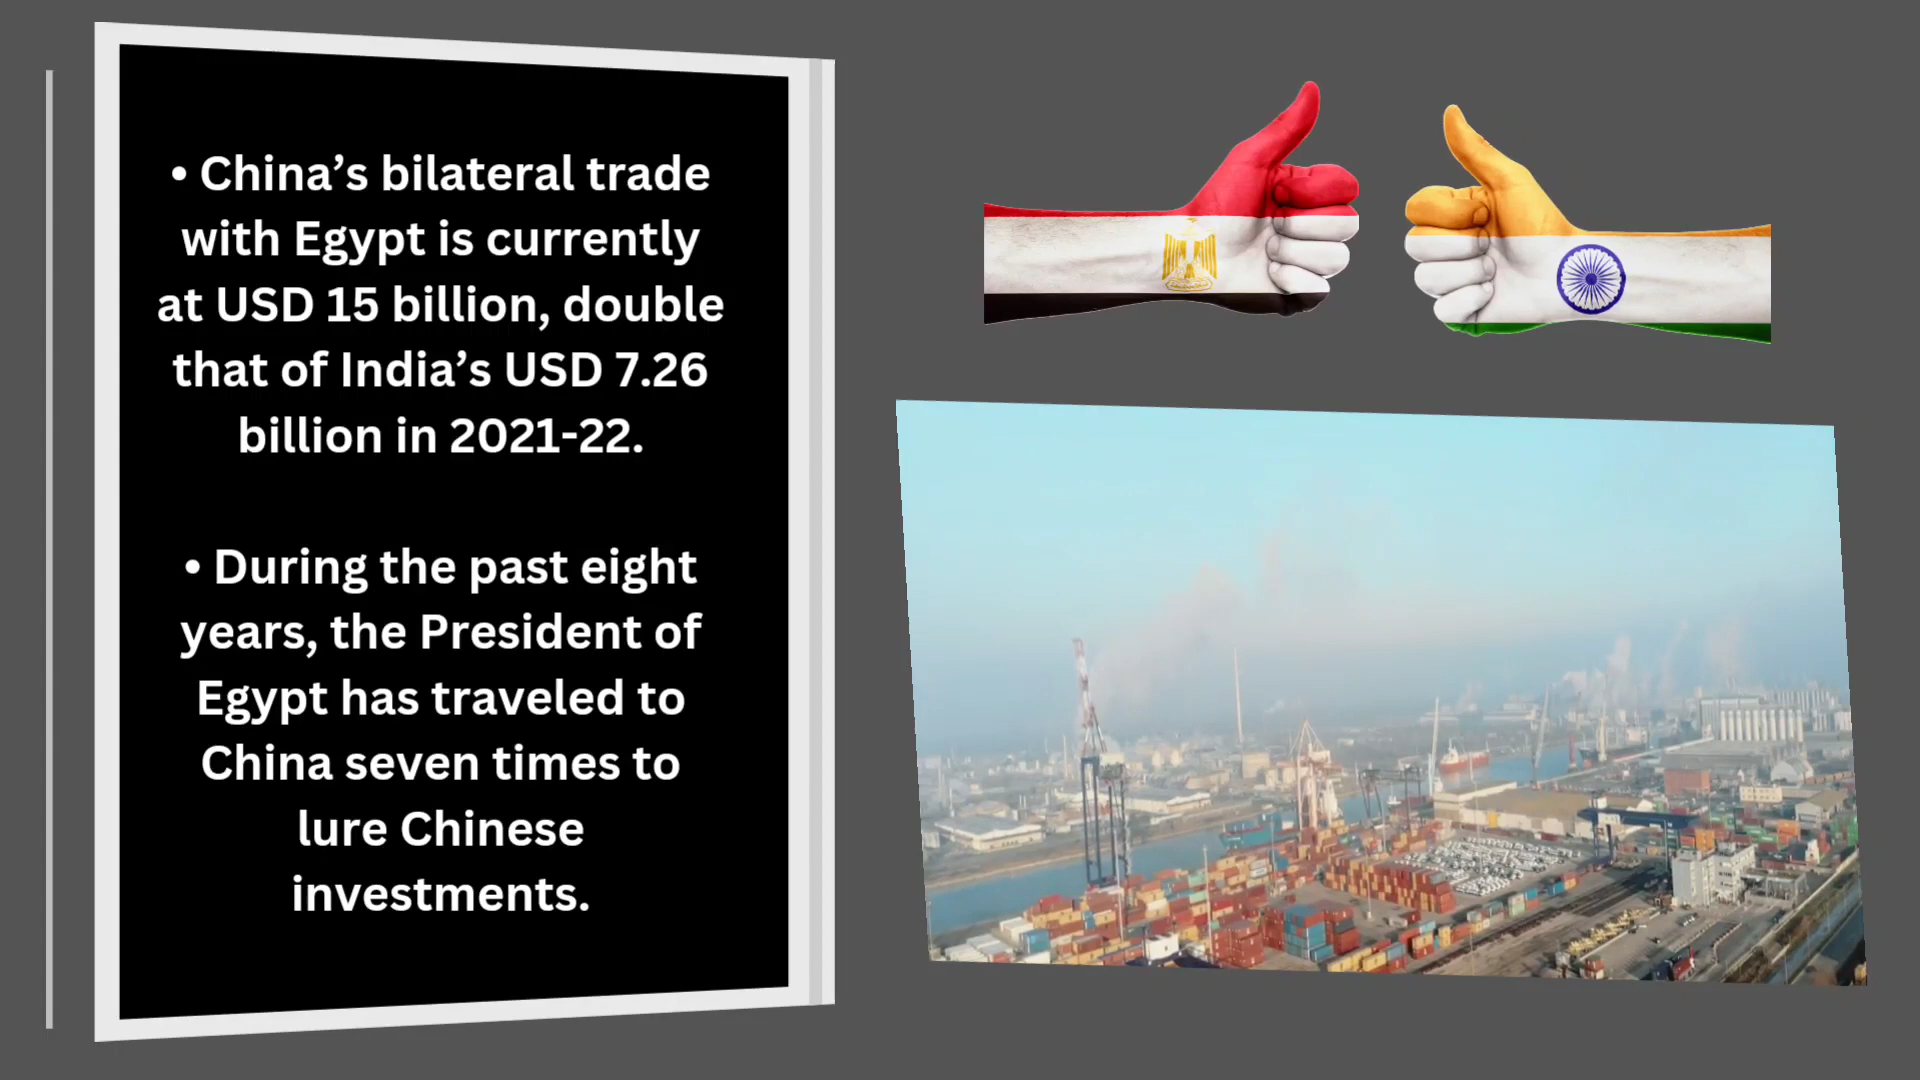 • China’s bilateral trade
with Egypt is currently
at USD 15 billion, double
that of India’s USD 7.26
billion in 2021-22.
• During the past eight
years, the President of
Egypt has traveled to
China seven times to
lure Chinese
investments.